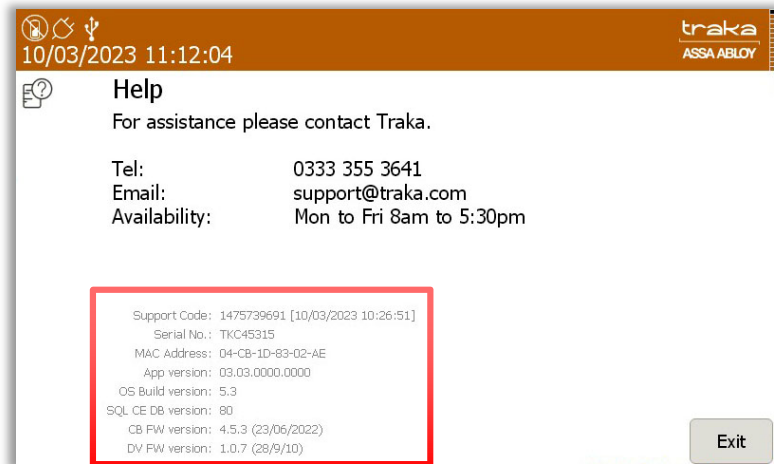 traka
10/03/2023 11:12:04
ASSA ABLOY
Help
For assistance please contact Traka.
Tel: 0333 355 3641
Email: support@traka.com
Availability: Mon to Fri 8am to 5:30pm
Support Code: 1475739691 [10/03/2023 10:26:51]
Serial No.: TKC45315
MAC Address: 04-CB-1D-83-02-AE
App version: 03.03.0000.0000
OS Build version: 5.3
SQL CE DB version: 80
CB FW version: 4.5.3 (23/06/2022)
DV FW version: 1.0.7 (28/9/10)
Exit